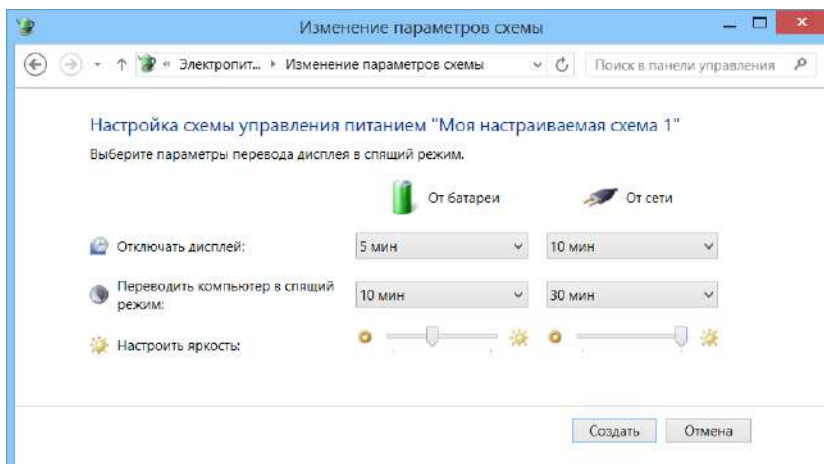 Изменение параметров схемы
« Электропит... Изменение параметров схемы Поиск в панели управления
Настройка схемы управления питанием "Моя настраиваемая схема 1"
Выберите параметры перевода дисплея в спящий режим.
От батареи От сети
Отключать дисплей: 5 мин 10 мин
Переводить компьютер в спящий
режим: 10 мин 30 мин
Настроить яркость:
Создать Отмена